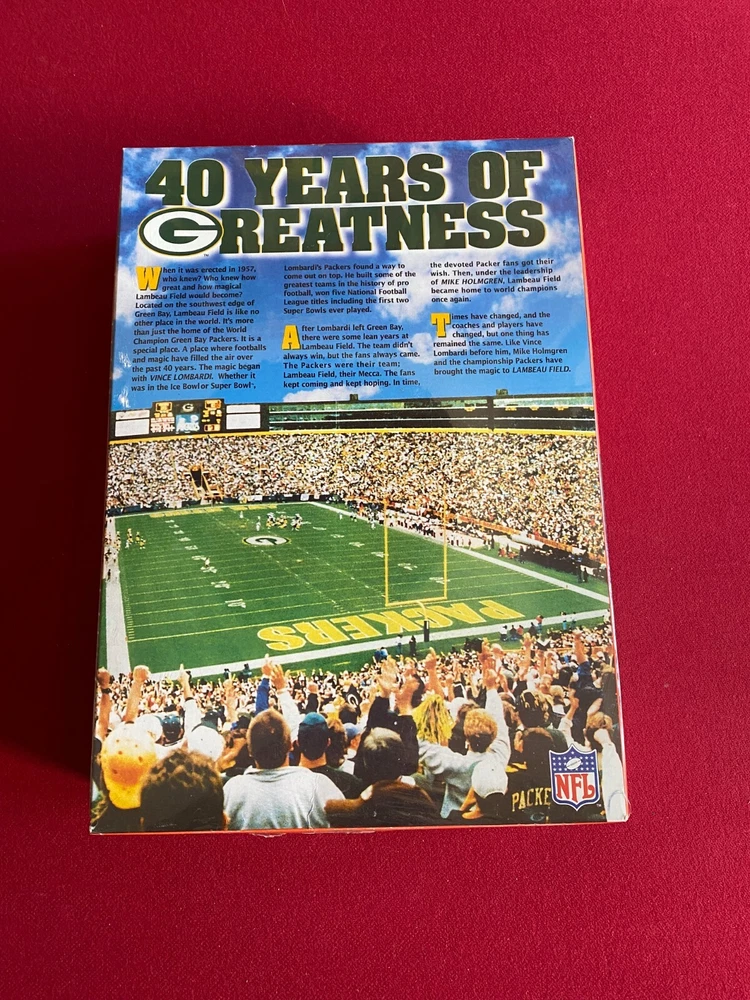 40 YEARS OF
GREATNESS
When it was erected in 1957,
who knew? Who knew how
great and how magical
Lambeau Field would become?
Located on the southwest edge of
Green Bay, Lambeau Field is like no
other place in the world. It's more
than just the home of the World
Champion Green Bay Packers. It is a
special place. A place where footballs
and magic have filled the air over
the past 40 years. The magic began
with VINCE LOMBARDI. Whether it
was in the Ice Bowl or Super Bowl™,
Lombardi's Packers found a way to
come out on top. He built some of the
greatest teams in the history of pro
football, won five National Football
League titles including the first two
Super Bowls ever played.
After Lombardi left Green Bay,
there were some lean years at
Lambeau Field. The team didn't
always win, but the fans always came.
The Packers were their team;
Lambeau Field, their Mecca. The fans
kept coming and kept hoping. In time,
the devoted Packer fans got their
wish. Then, under the leadership
of MIKE HOLMGREN, Lambeau Field
became home to world champions
once again.
Times have changed, and the
coaches and players have
changed, but one thing has
remained the same. Like Vince
Lombardi before him, Mike Holmgren
and the championship Packers have
brought the magic to LAMBEAU FIELD.
G
PACKERS
PACKE
NFL